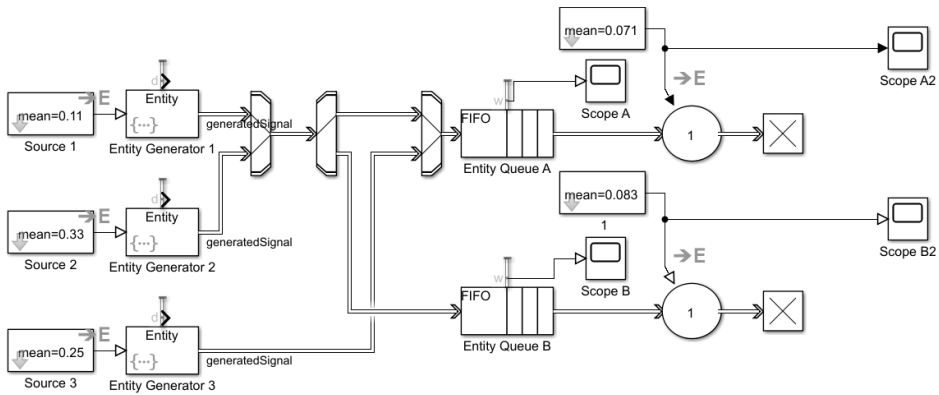 mean=0.071
Scope A2
E
E
mean=0.11
Source 1
d
Entity
{...}
Entity Generator 1
generatedSignal
w
Scope A
FIFO
Entity Queue A
E
1
E
mean=0.33
Source 2
d
Entity
{...}
Entity Generator 2
generatedSignal
mean=0.083
1
Scope B2
w
Scope B
FIFO
Entity Queue B
E
1
E
mean=0.25
Source 3
d
Entity
{...}
Entity Generator 3
generatedSignal